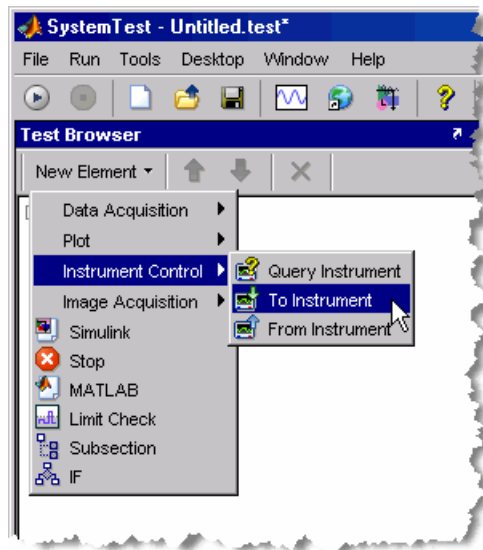 SystemTest - Untitled.test*
File Run Tools Desktop Window Help
Test Browser
New Element
Data Acquisition
Plot
Instrument Control
Query Instrument
Image Acquisition
To Instrument
Simulink
From Instrument
Stop
MATLAB
Limit Check
Subsection
IF